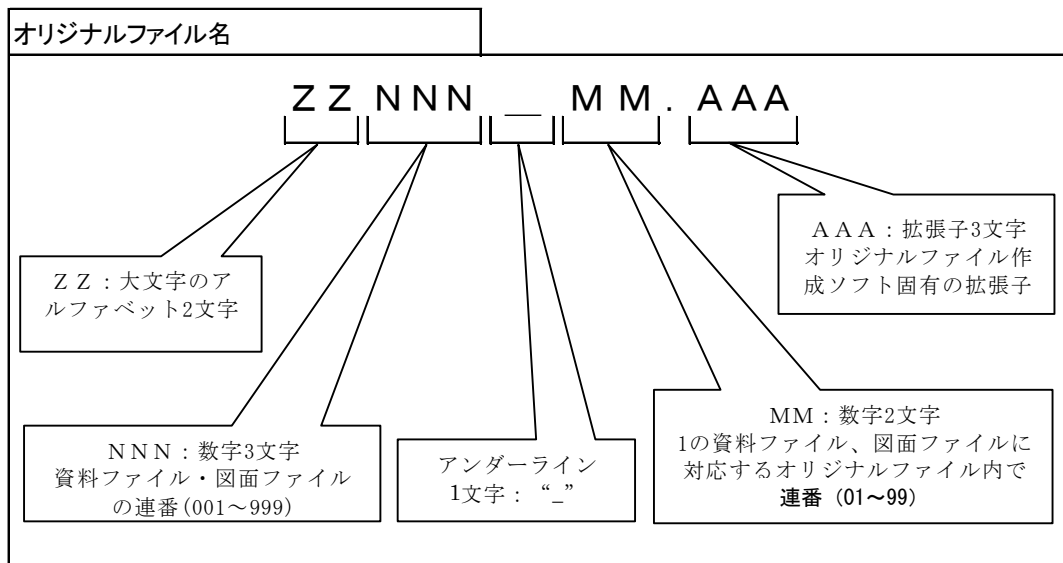 オリジナルファイル名
ＺＺＮＮＮ＿ＭＭ．ＡＡＡ
ＡＡＡ：拡張子3文字
オリジナルファイル作
成ソフト固有の拡張子
ＺＺ：大文字のア
ルファベット2文字
ＮＮＮ：数字3文字
資料ファイル・図面ファイル
の連番(001～999)
アンダーライン
1文字： “_”
ＭＭ：数字2文字
1の資料ファイル、図面ファイルに
対応するオリジナルファイル内で
連番 (01～99)